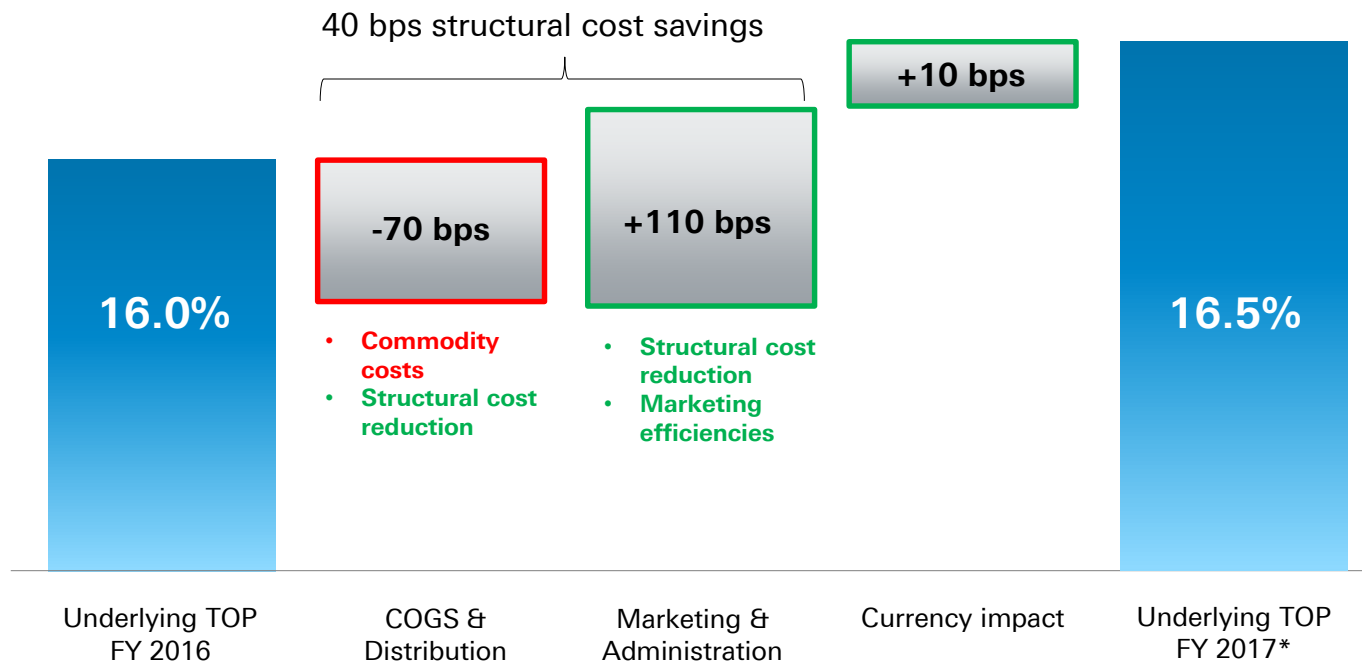 40 bps structural cost savings
+10 bps
-70 bps
+110 bps
16.0%
16.5%
• Commodity
costs
• Structural cost
reduction
• Structural cost
reduction
• Marketing
efficiencies
Underlying TOP
FY 2016
COGS &
Distribution
Marketing &
Administration
Currency impact
Underlying TOP
FY 2017*